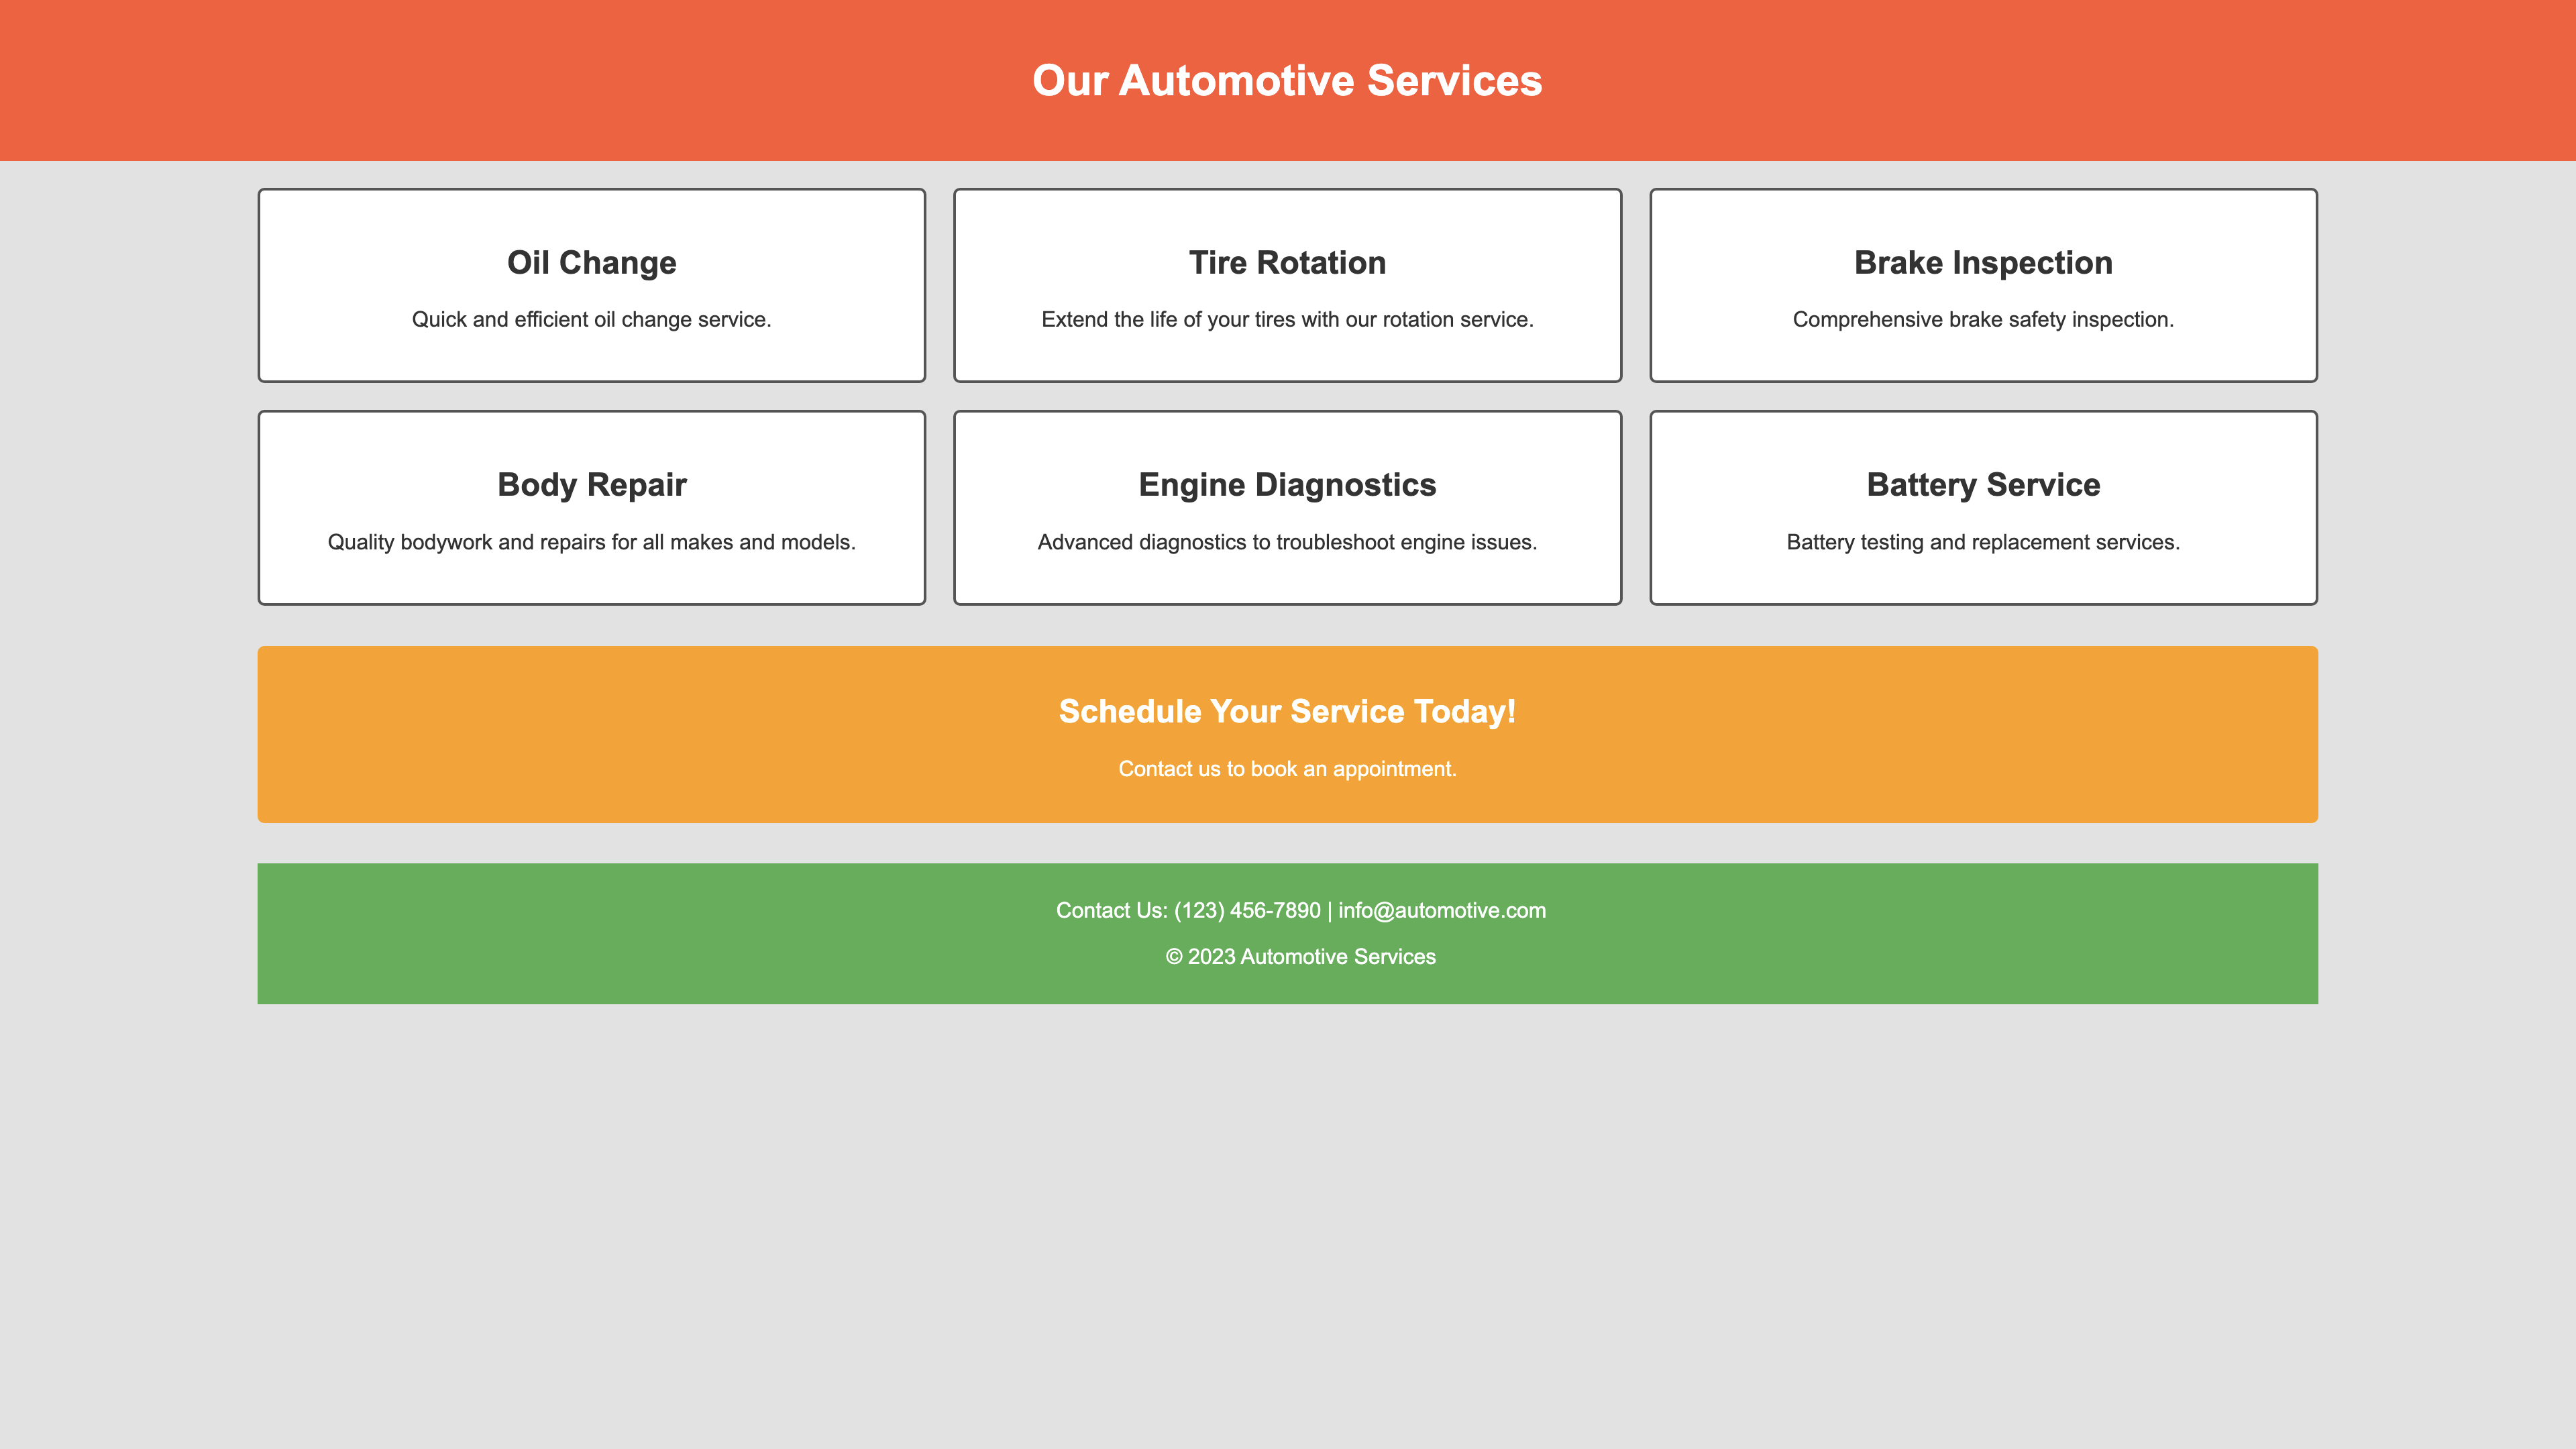 Our Automotive Services
Oil Change
Quick and efficient oil change service.
Tire Rotation
Extend the life of your tires with our rotation service.
Brake Inspection
Comprehensive brake safety inspection.
Body Repair
Quality bodywork and repairs for all makes and models.
Engine Diagnostics
Advanced diagnostics to troubleshoot engine issues.
Battery Service
Battery testing and replacement services.
Schedule Your Service Today!
Contact us to book an appointment.
Contact Us: (123) 456-7890 | info@automotive.com
© 2023 Automotive Services